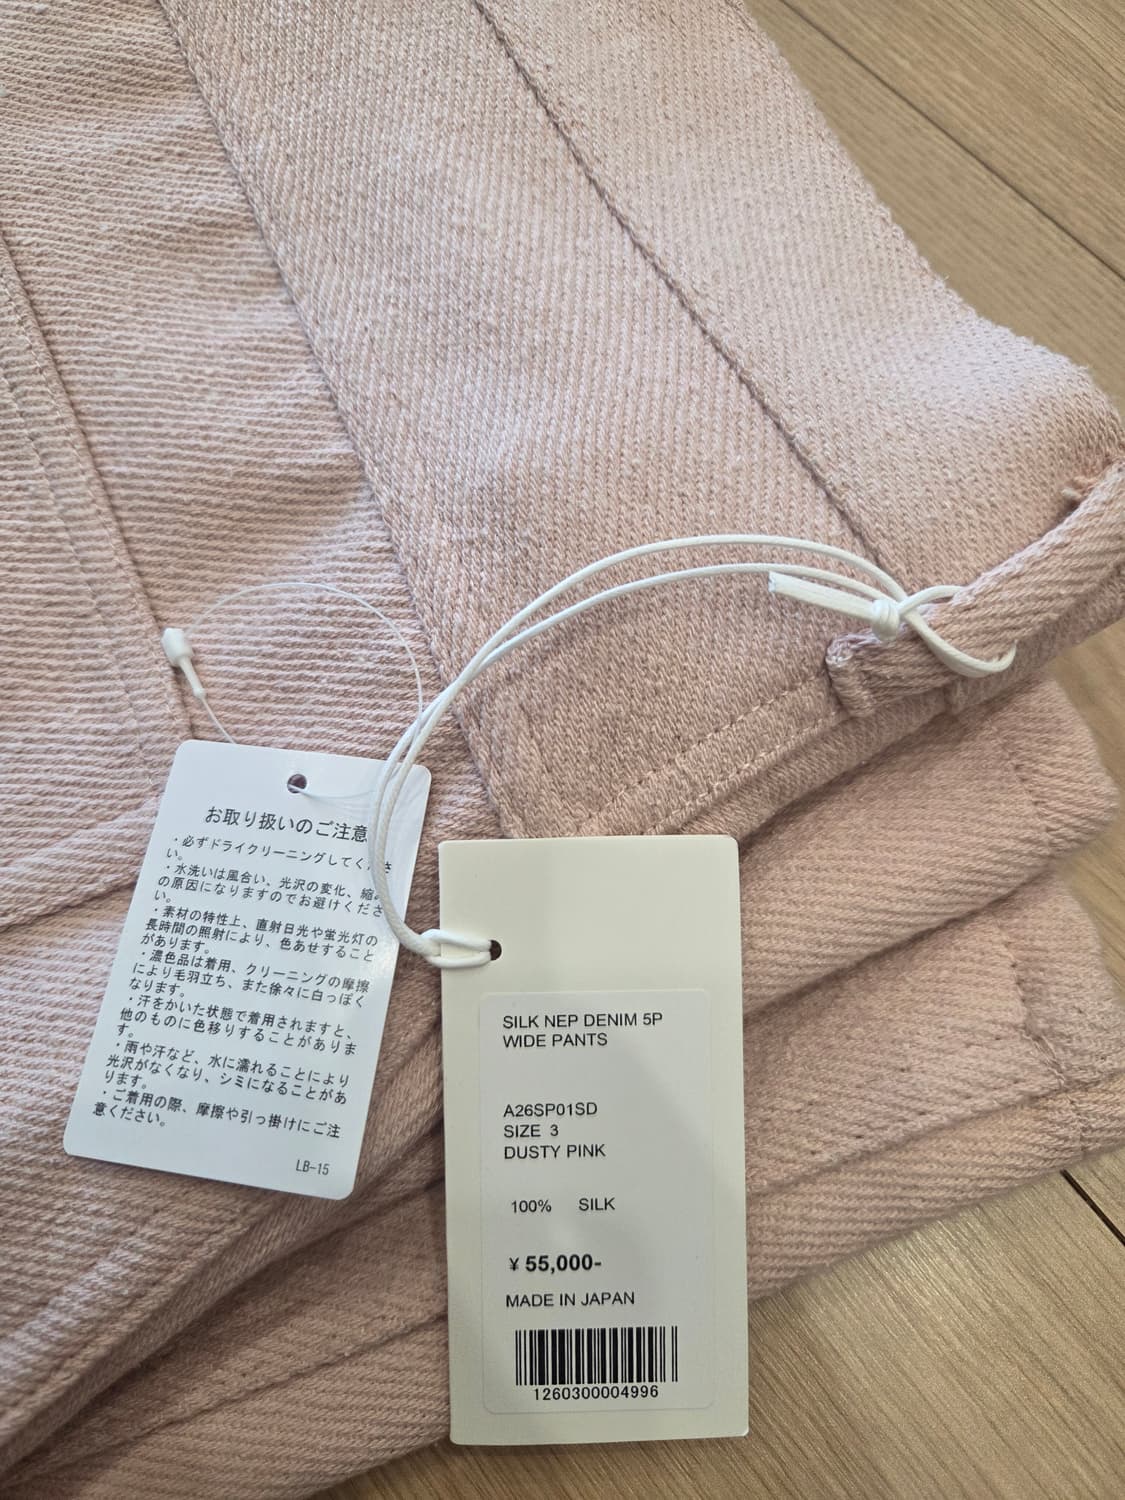 お取り扱いのご注意
・必ずドライクリーニングしてくださ
い。
・水洗いは風合い、光沢の変化、縮み
の原因になりますのでお避けくださ
い。
・素材の特性上、直射日光や蛍光灯の
長時間の照射により、色あせすること
があります。
・濃色品は着用、クリーニングの摩擦
により毛羽立ち、また徐々に白っぽく
なります。
・汗をかいた状態で着用されますと、
他のものに色移りすることがありま
す。
・雨や汗など、水に濡れることにより
光沢がなくなり、シミになることがあ
ります。
・ご着用の際、摩擦や引っ掛けにご注
意ください。
LB-15
SILK NEP DENIM 5P
WIDE PANTS
A26SP01SD
SIZE 3
DUSTY PINK
100% SILK
¥ 55,000-
MADE IN JAPAN
1260300004996